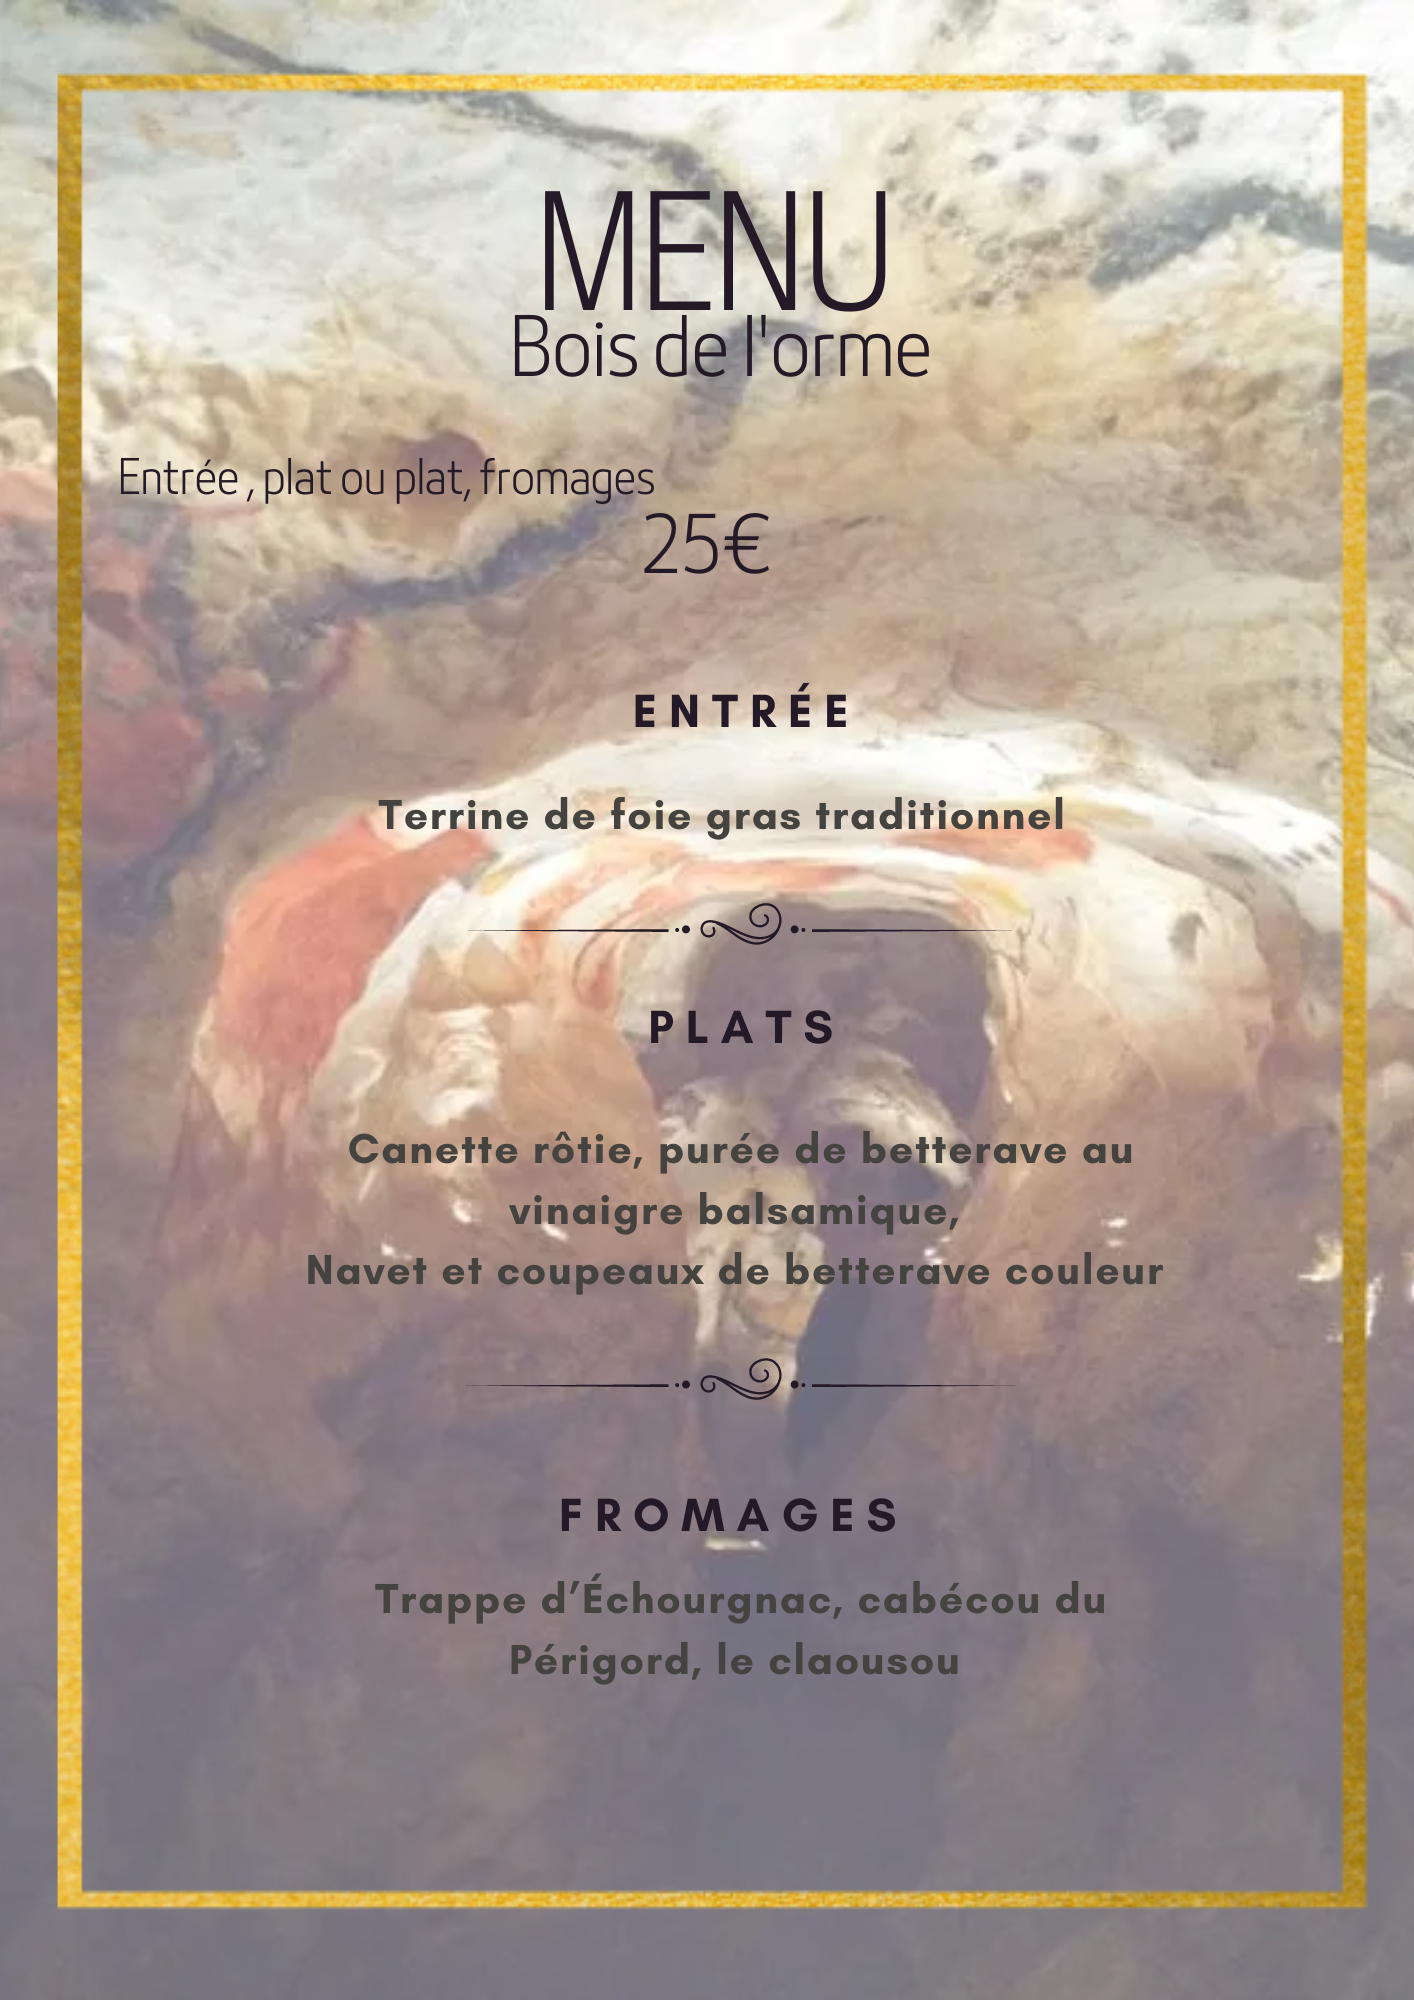 MENU
Bois de l'orme
Entrée , plat ou plat, fromages
25€
ENTRÉE
Terrine de foie gras traditionnel
PLATS
Canette rôtie, purée de betterave au
vinaigre balsamique,
Navet et coupeaux de betterave couleur
FROMAGES
Trappe d’Échourgnac, cabécou du
Périgord, le claousou